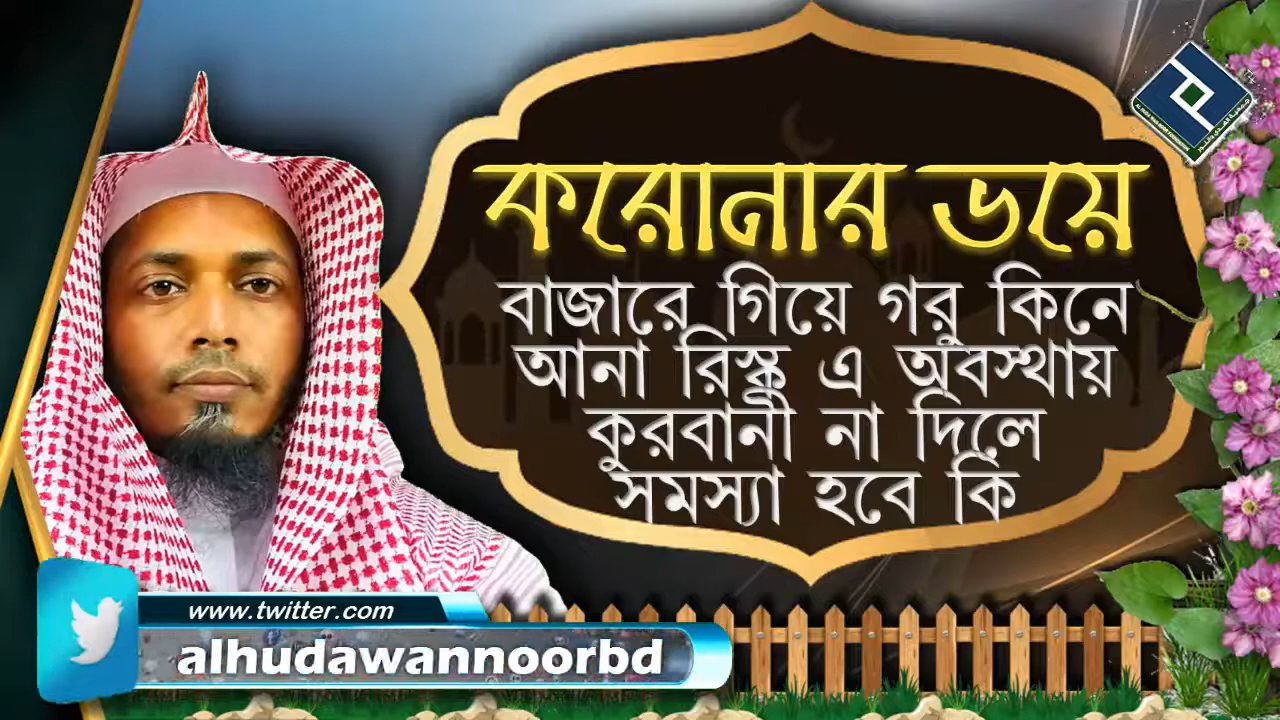 করোনার ভয়ে
বাজারে গিয়ে গরু কিনে
আনা রিস্ক এ অবস্থায়
কুরবানী না দিলে
সমস্যা হবে কি
www.twitter.com
alhudawannoorbd